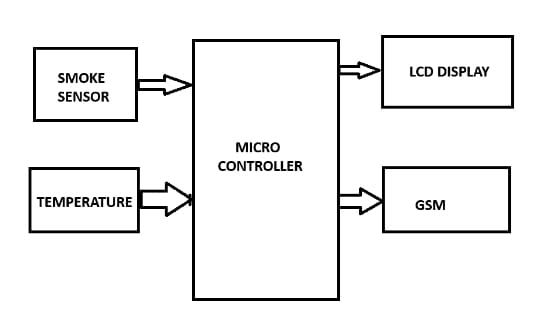 SMOKE
SENSOR
TEMPERATURE
MICRO
CONTROLLER
LCD DISPLAY
GSM